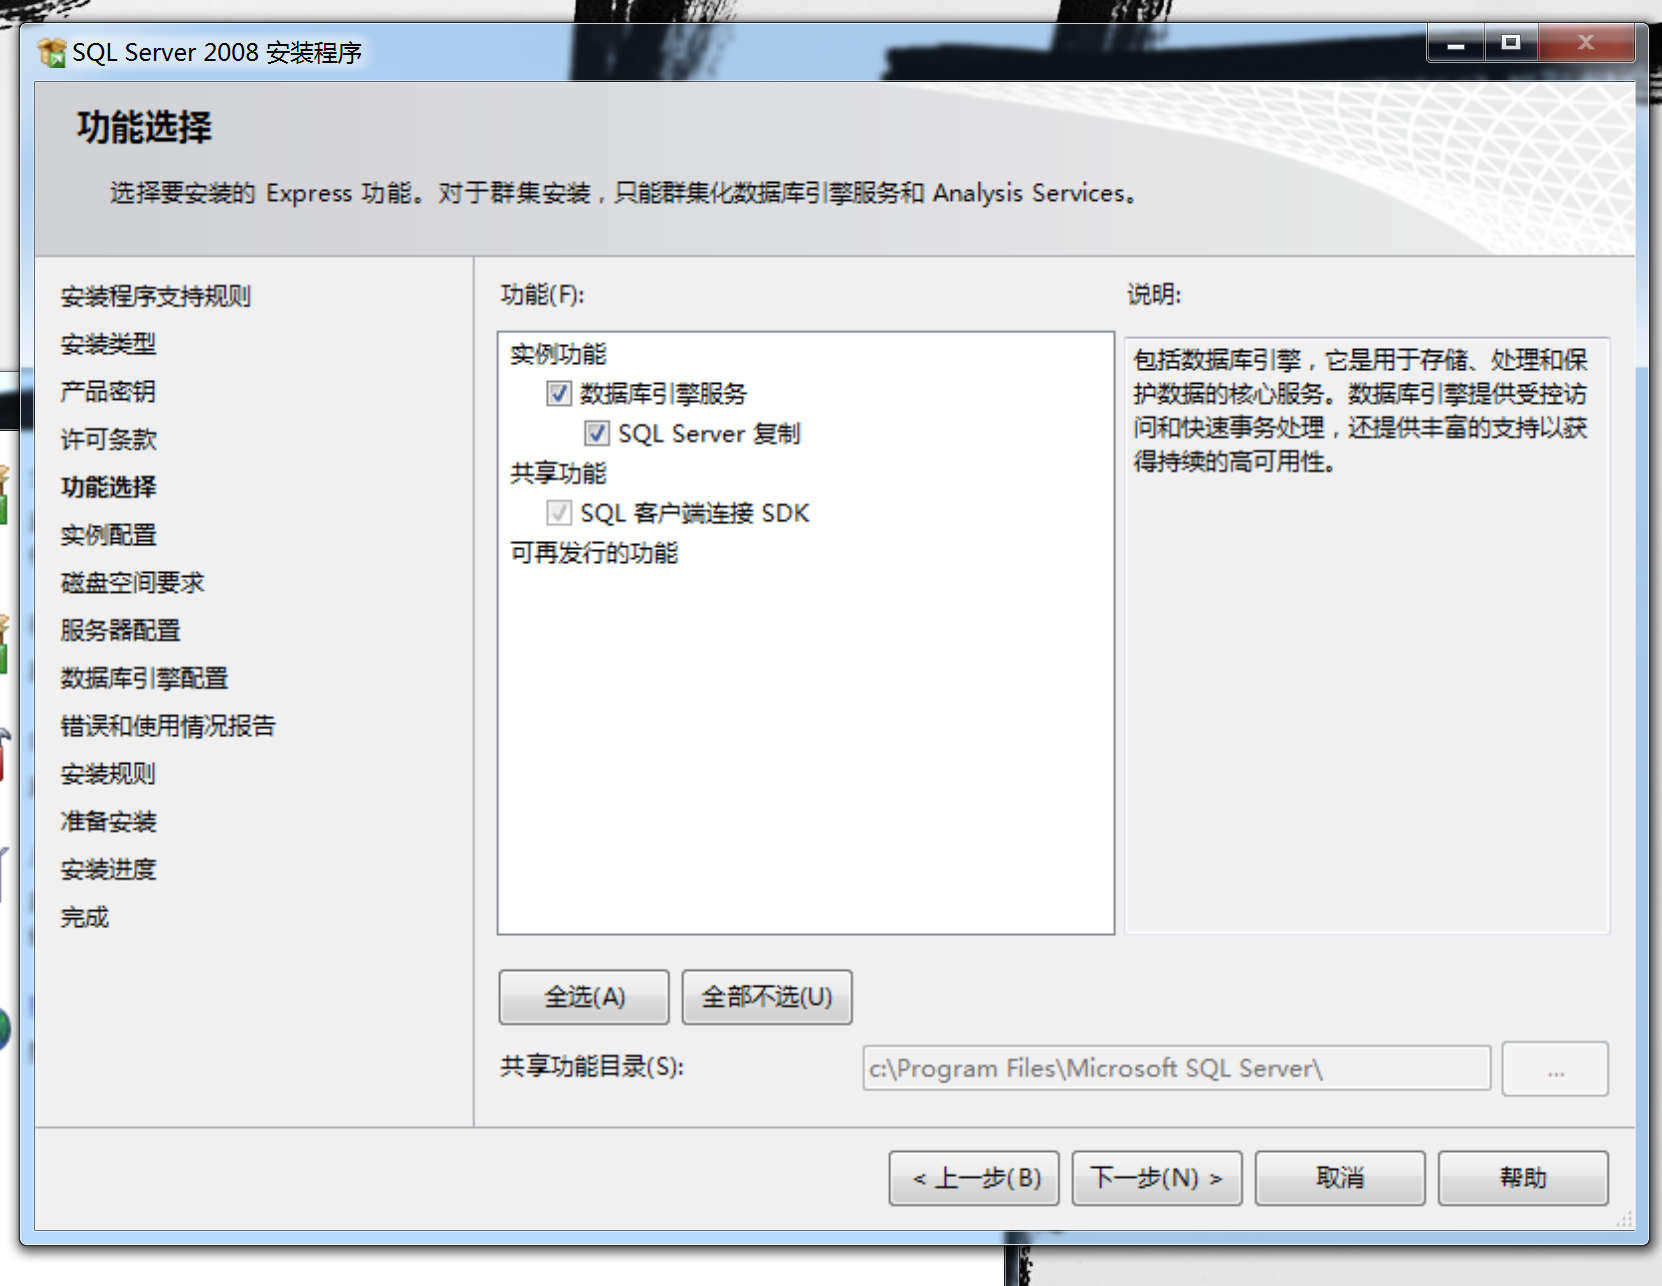 SQL Server 2008 安装程序
功能选择
选择要安装的 Express 功能。对于群集安装，只能群集化数据库引擎服务和 Analysis Services。
安装程序支持规则
安装类型
产品密钥
许可条款
功能选择
实例配置
磁盘空间要求
服务器配置
数据库引擎配置
错误和使用情况报告
安装规则
准备安装
安装进度
完成
功能(F):
实例功能
数据库引擎服务
SQL Server 复制
共享功能
SQL 客户端连接 SDK
可再发行的功能
说明:
包括数据库引擎，它是用于存储、处理和保
护数据的核心服务。数据库引擎提供受控访
问和快速事务处理，还提供丰富的支持以获
得持续的高可用性。
全选(A)
全部不选(U)
共享功能目录(S):
c:\Program Files\Microsoft SQL Server\
...
< 上一步(B)
下一步(N) >
取消
帮助